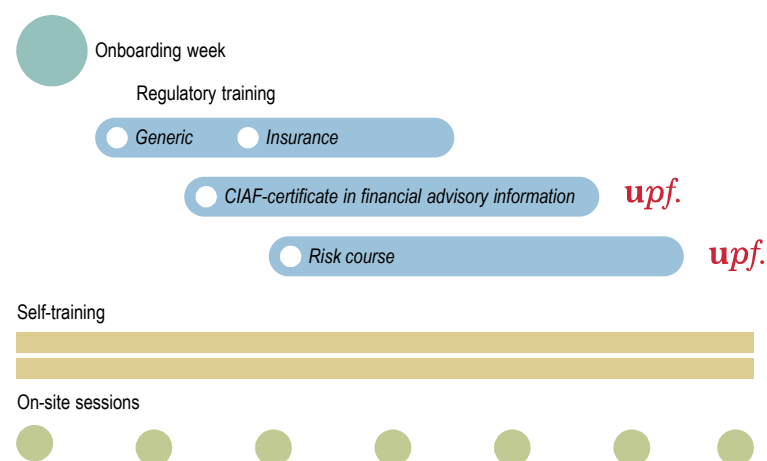 Onboarding week
Regulatory training
Generic Insurance
CIAF-certificate in financial advisory information
upf.
Risk course
upf.
Self-training
On-site sessions